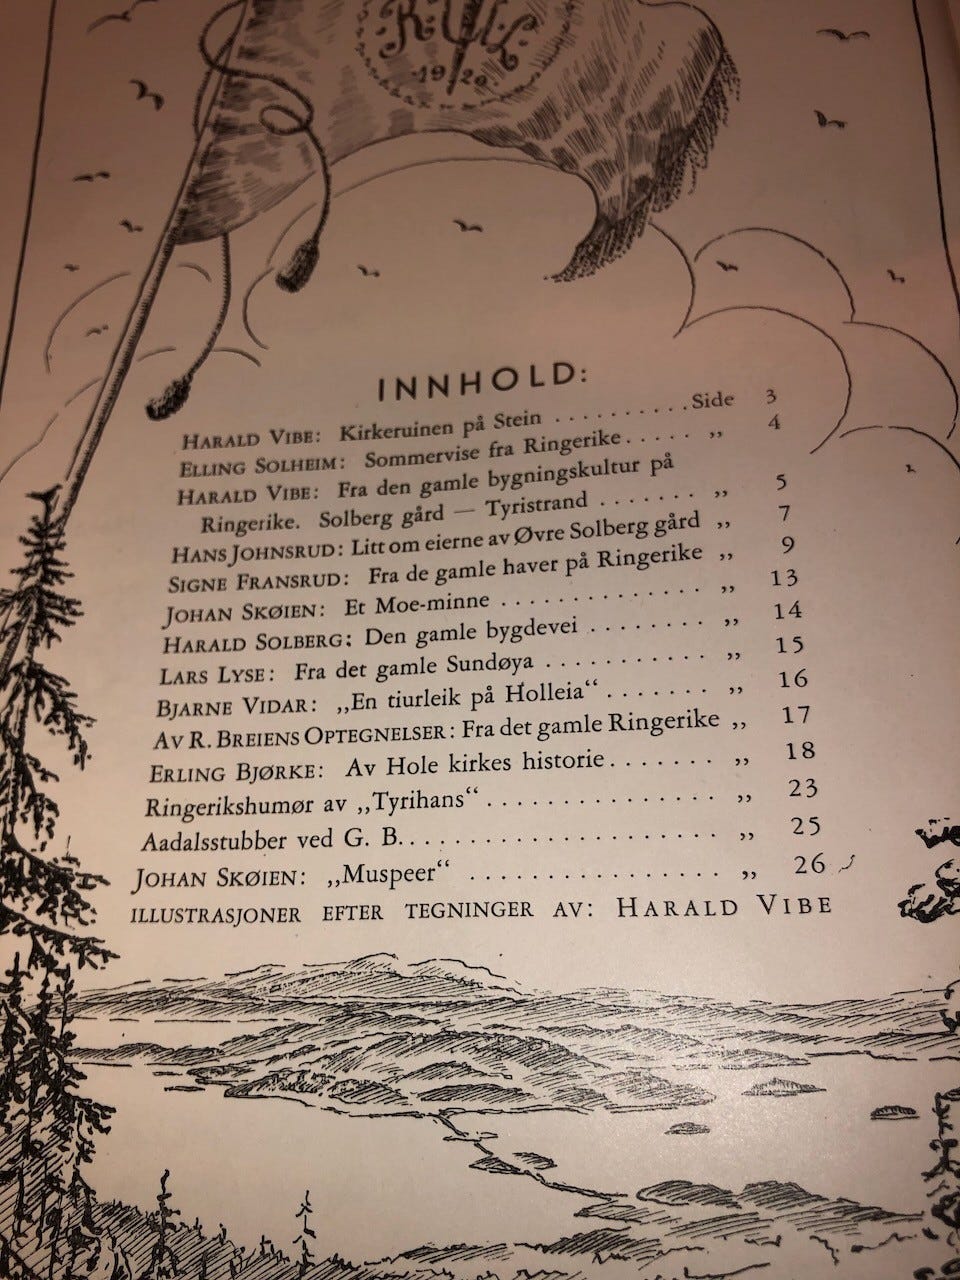 R.U.L.
1920
INNHOLD:
HARALD VIBE: Kirkeruinen på Stein . . . . . . . . . . Side 3
ELLING SOLHEIM: Sommervise fra Ringerike . . . . . ,, 4
HARALD VIBE: Fra den gamle bygningskultur på
Ringerike. Solberg gård — Tyristrand . . . . . . . ,, 5
HANS JOHNSRUD: Litt om eierne av Øvre Solberg gård ,, 7
SIGNE FRANSRUD: Fra de gamle haver på Ringerike ,, 9
JOHAN SKØIEN: Et Moe-minne . . . . . . . . . . . . . ,, 13
HARALD SOLBERG: Den gamle bygdevei . . . . . . . . ,, 14
LARS LYSE: Fra det gamle Sundøya . . . . . . . . . . . ,, 15
BJARNE VIDAR: ,,En tiurleik på Holleia“ . . . . . . . ,, 16
AV R. BREIENS OPTEGNELSER: Fra det gamle Ringerike ,, 17
ERLING BJØRKE: Av Hole kirkes historie . . . . . . . ,, 18
Ringerikshumør av ,,Tyrihans“ . . . . . . . . . . . . . . . ,, 23
Aadalsstubber ved G. B. . . . . . . . . . . . . . . . . . . . . ,, 25
JOHAN SKØIEN: ,,Muspeer“ . . . . . . . . . . . . . . . . ,, 26
ILLUSTRASJONER EFTER TEGNINGER AV: HARALD VIBE